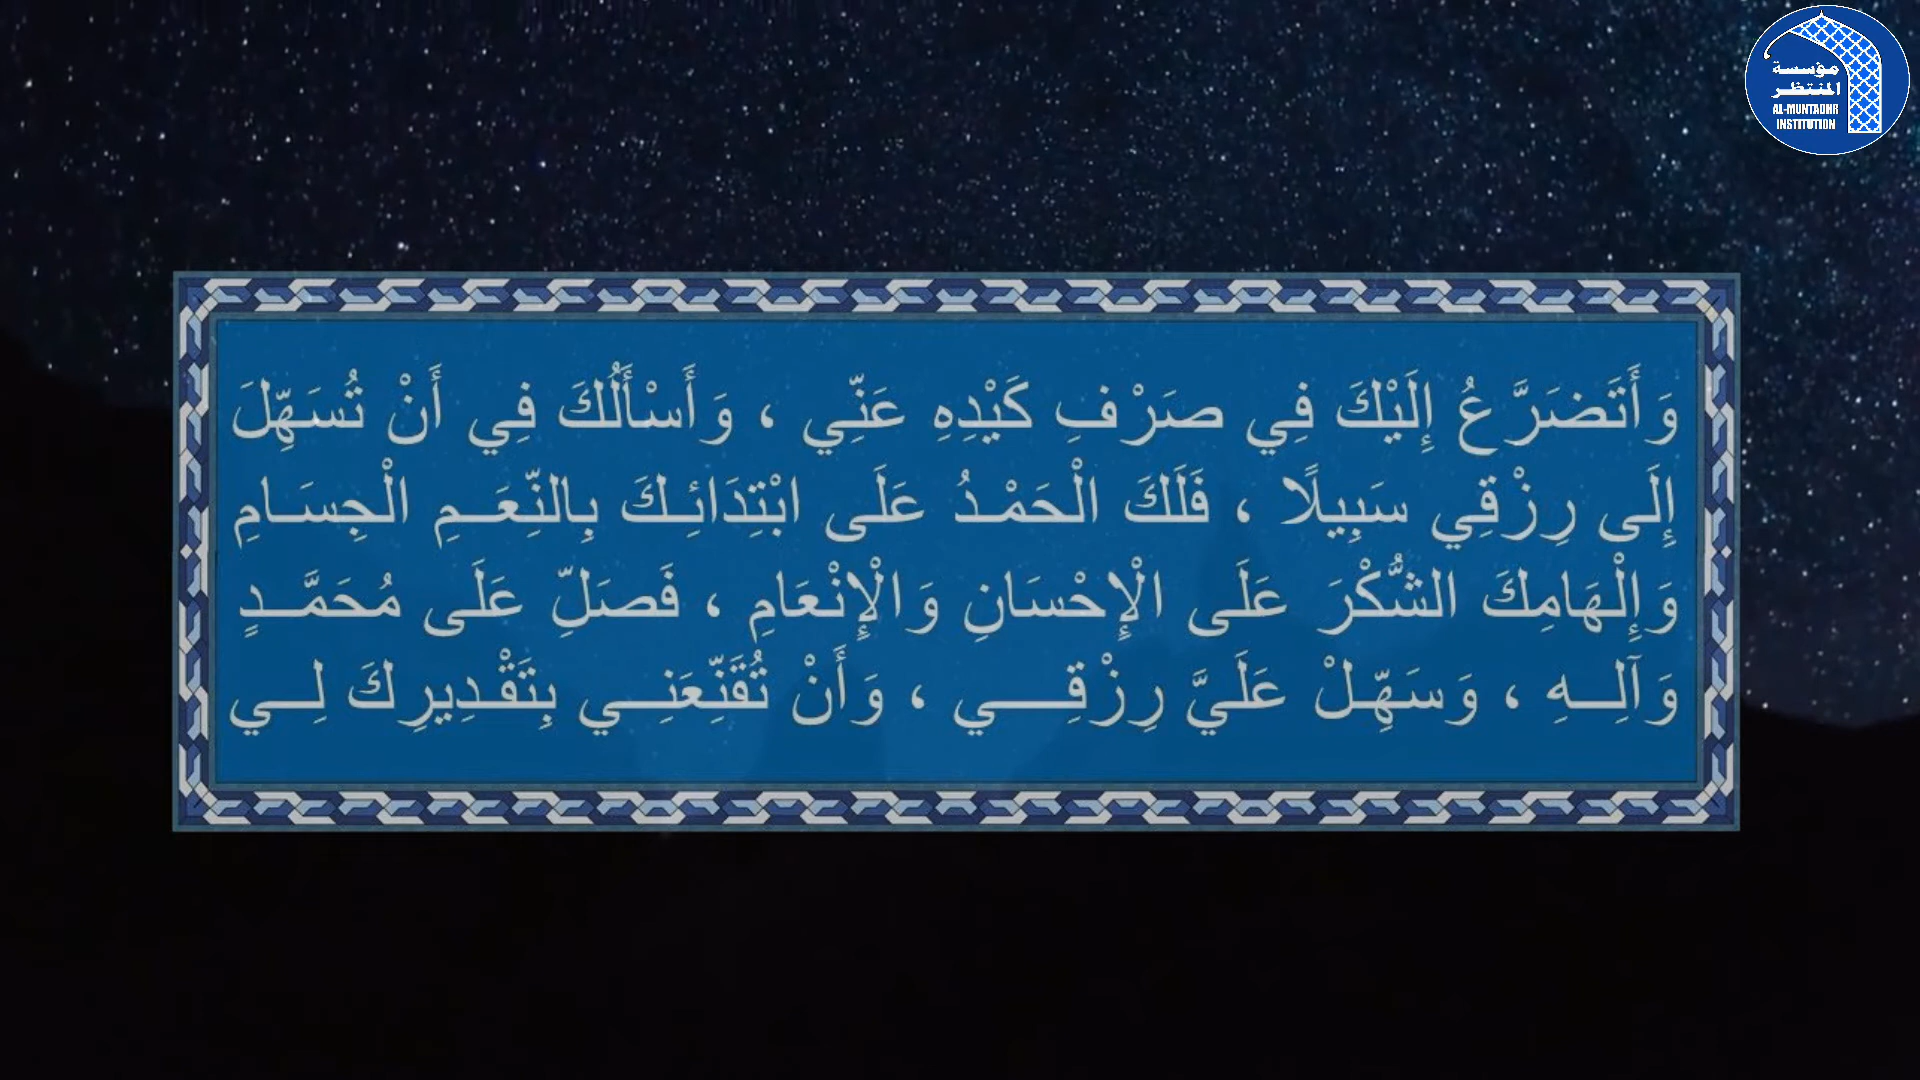 مؤسسة
المنتظر
AL-MUNTADHR
INSTITUTION
وَأَتَضَرَّعُ إِلَيْكَ فِي صَرْفِ كَيْدِهِ عَنِّي ، وَأَسْأَلُكَ فِي أَنْ تُسَهِّلَ
إِلَى رِزْقِي سَبِيلًا ، فَلَكَ الْحَمْدُ عَلَى ابْتِدَائِكَ بِالنِّعَمِ الْجِسَامِ
وَإِلْهَامِكَ الشُّكْرَ عَلَى الْإِحْسَانِ وَالْإِنْعَامِ ، فَصَلِّ عَلَى مُحَمَّدٍ
وَآلِهِ ، وَسَهِّلْ عَلَيَّ رِزْقِي ، وَأَنْ تُقَنِّعَنِي بِتَقْدِيرِكَ لِي